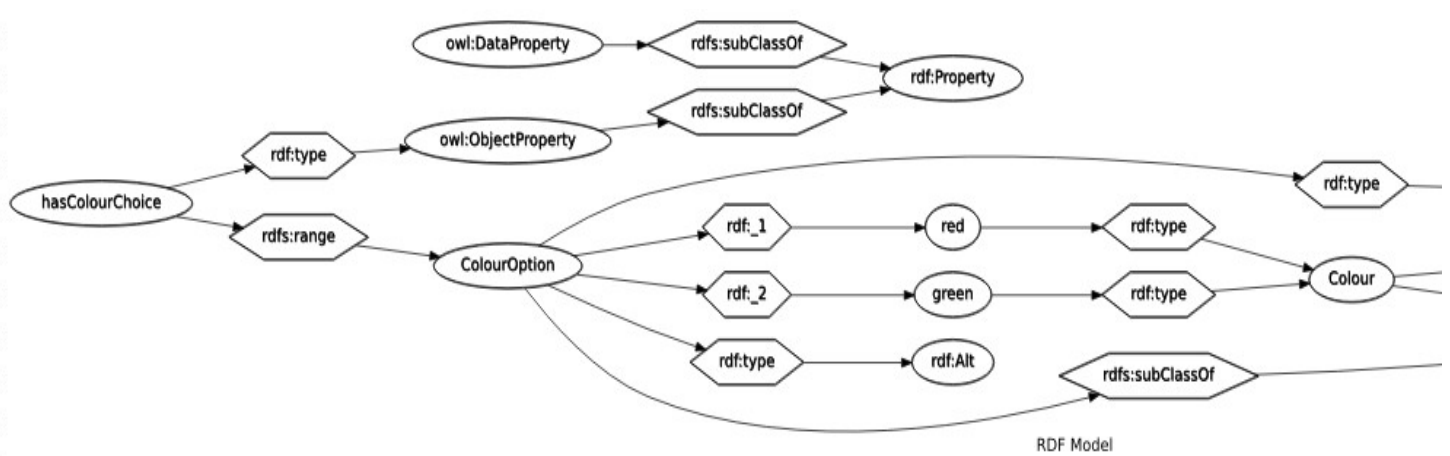 owl:DataProperty
rdfs:subClassOf
rdf:Property
rdfs:subClassOf
owl:ObjectProperty
rdf:type
hasColourChoice
rdf:type
rdfs:range
ColourOption
rdf:_1
red
rdf:type
rdf:_2
green
rdf:type
Colour
rdf:type
rdf:Alt
rdfs:subClassOf
RDF Model